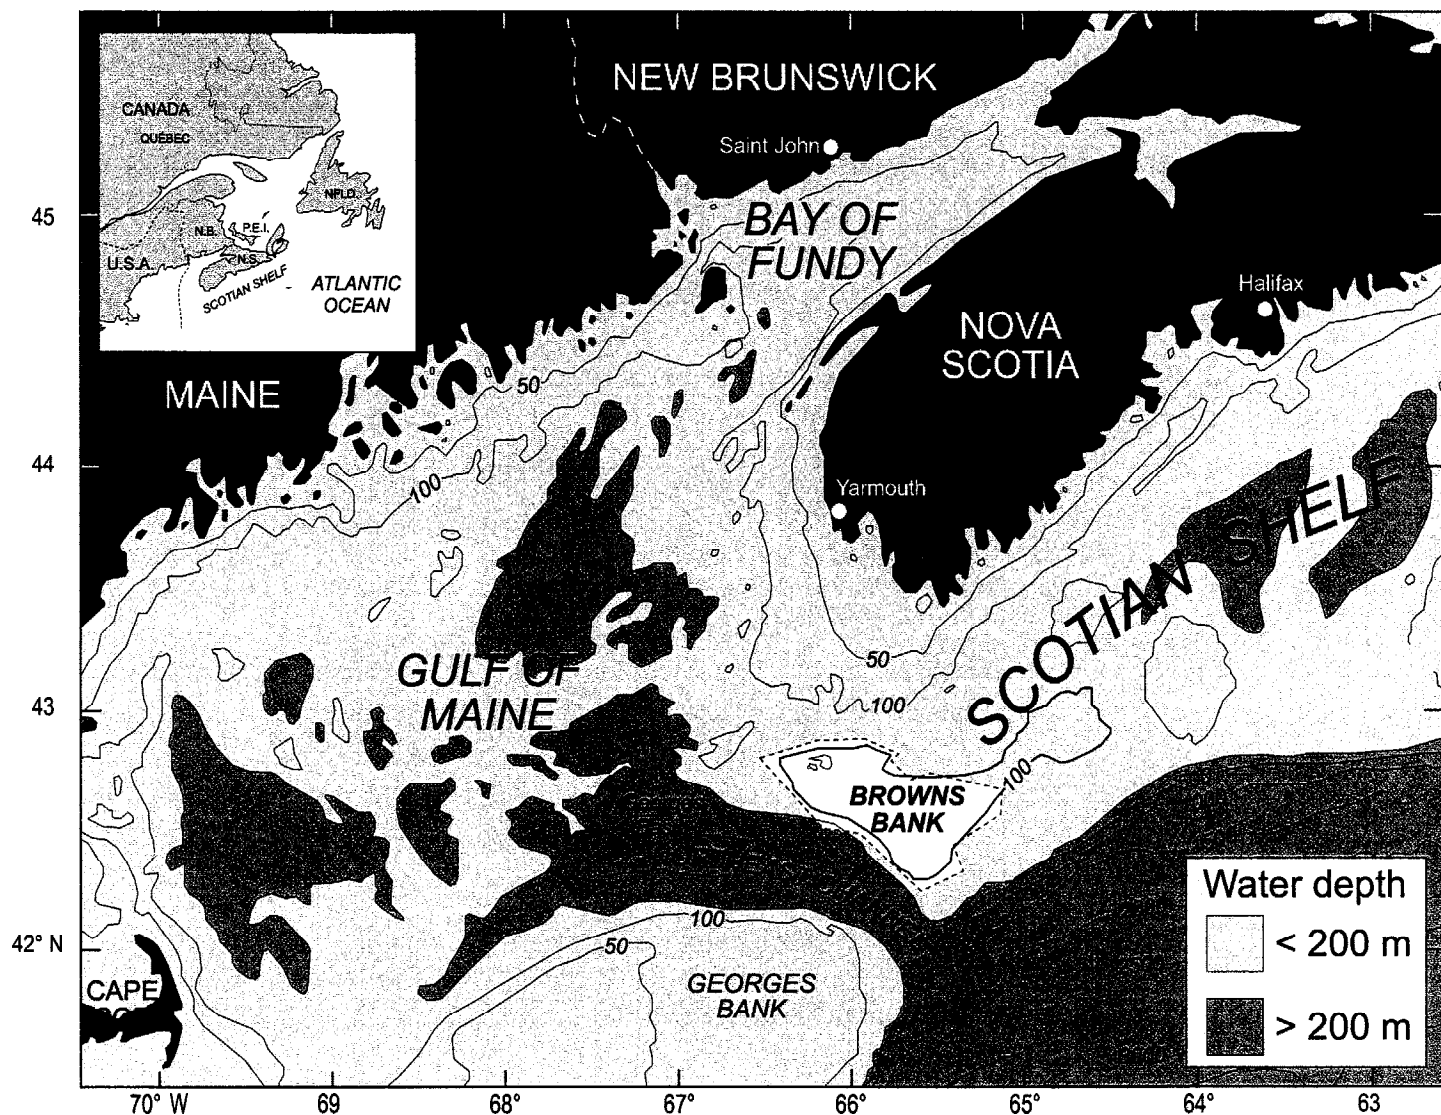 NEW BRUNSWICK
CANADA
QUÉBEC
Saint John
NFLD.
45
BAY OF
FUNDY
N.B.
P.E.I.
U.S.A.
N.S.
SCOTIAN SHELF
ATLANTIC
OCEAN
Halifax
NOVA
SCOTIA
MAINE
50
44
100
Yarmouth
SCOTIAN SHELF
GULF OF
MAINE
50
43
100
100
BROWNS
BANK
Water depth
100
< 200 m
42° N
50
CAPE
GEORGES
BANK
> 200 m
70° W
69
68
67
66
65°
64
63